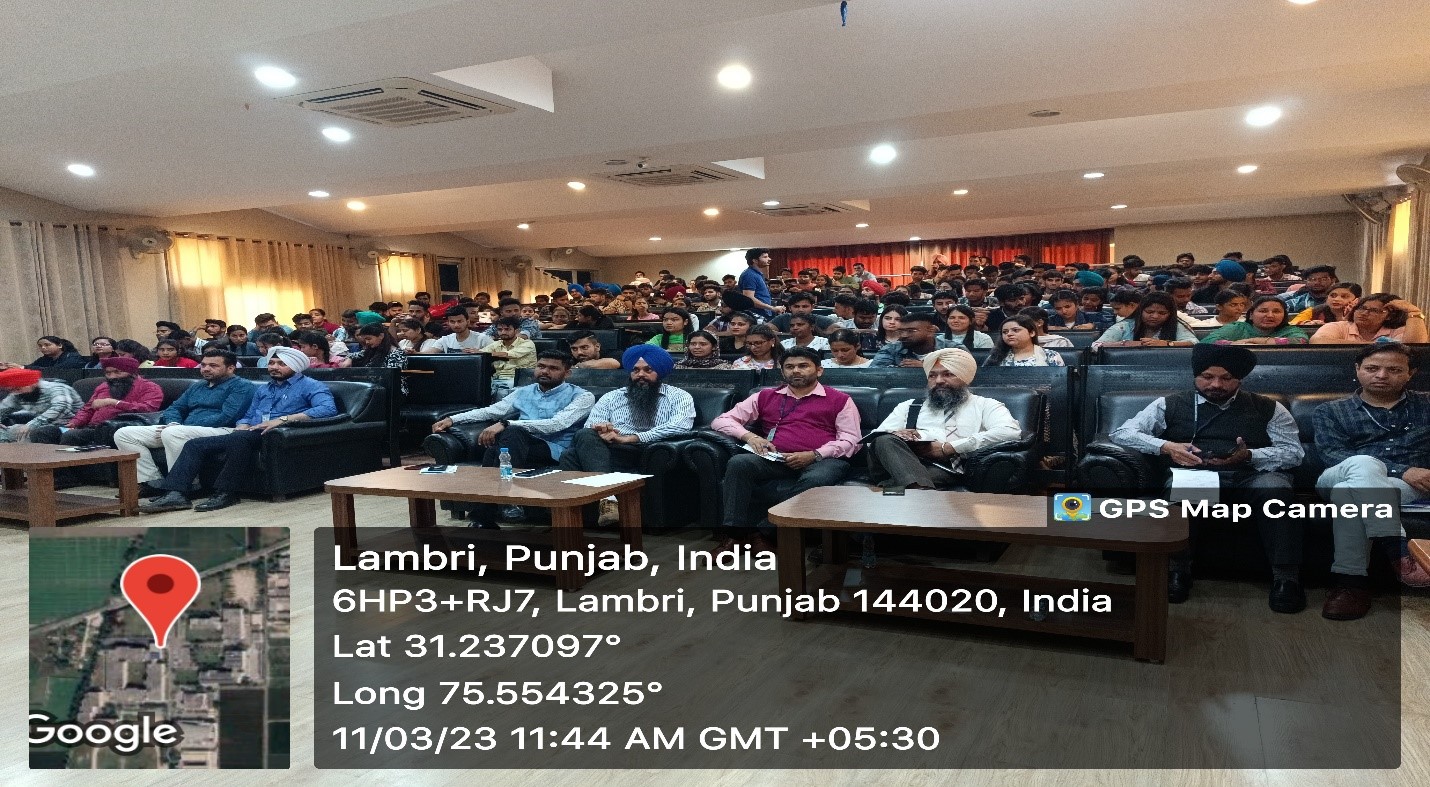 GPS Map Camera
Lambri, Punjab, India
6HP3+RJ7, Lambri, Punjab 144020, India
Lat 31.237097°
Long 75.554325°
11/03/23 11:44 AM GMT +05:30
Google